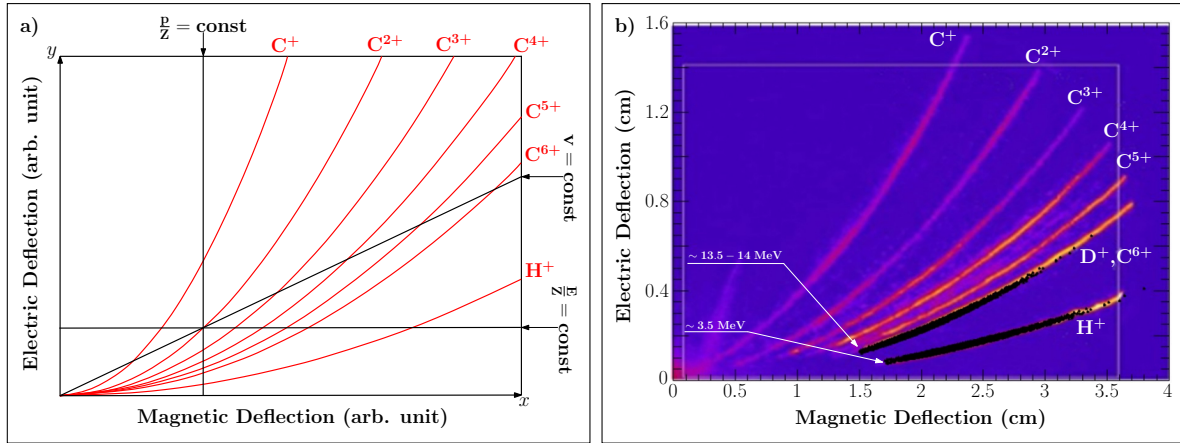 a)
p/Z = const
y
C+
C2+
C3+
C4+
C5+
C6+
v = const
H+
E/Z = const
Electric Deflection (arb. unit)
x
Magnetic Deflection (arb. unit)
b)
1.6
1.2
0.8
0.4
0
Electric Deflection (cm)
C+
C2+
C3+
C4+
C5+
D+,C6+
H+
~ 13.5 – 14 MeV
~ 3.5 MeV
0 1 1.5 2 2.5 3 3.5 4
Magnetic Deflection (cm)